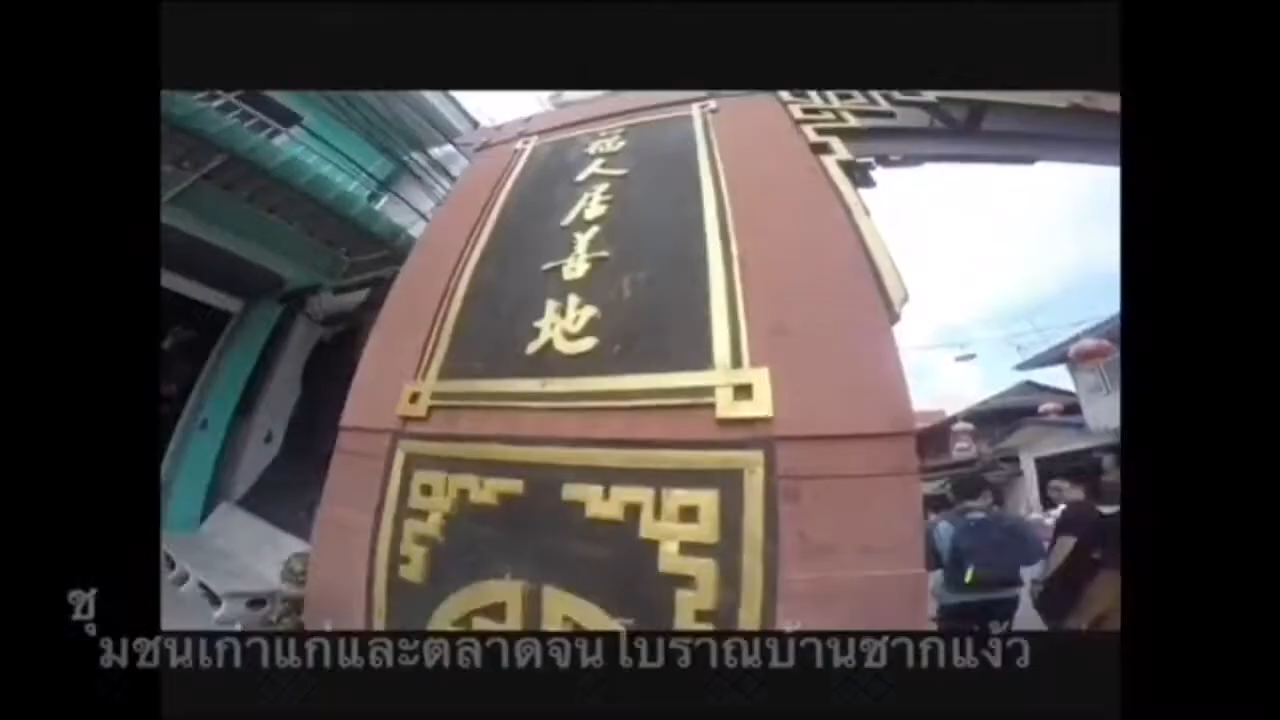 福人居善地
ชุ
มชนเก่าแก่และตลาดจีนโบราณบ้านชากแง้ว